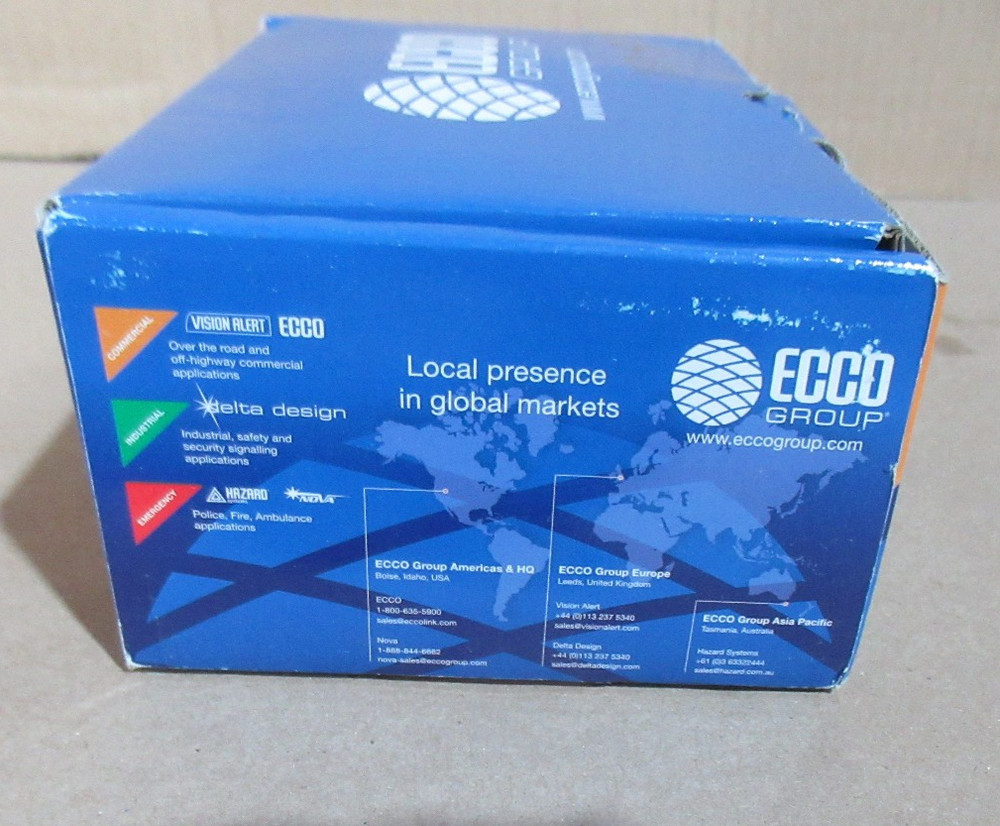 ECCO
GROUP
COMMERCIAL
VISION ALERT ECCO
Over the road and
off-highway commercial
applications
INDUSTRIAL
delta design
Industrial, safety and
security signalling
applications
EMERGENCY
HAZARD
systems
NOVA
Police, Fire, Ambulance
applications
Local presence
in global markets
ECCO
GROUP®
www.eccogroup.com
ECCO Group Americas & HQ
Boise, Idaho, USA
ECCO
1-800-635-5900
sales@eccolink.com
Nova
1-888-844-6662
nova-sales@eccogroup.com
ECCO Group Europe
Leeds, United Kingdom
Vision Alert
+44 (0)113 237 5340
sales@visionalert.com
Delta Design
+44 (0)113 237 5340
sales@deltadesign.com
ECCO Group Asia Pacific
Tasmania, Australia
Hazard Systems
+61 (0)3 63322444
sales@hazard.com.au